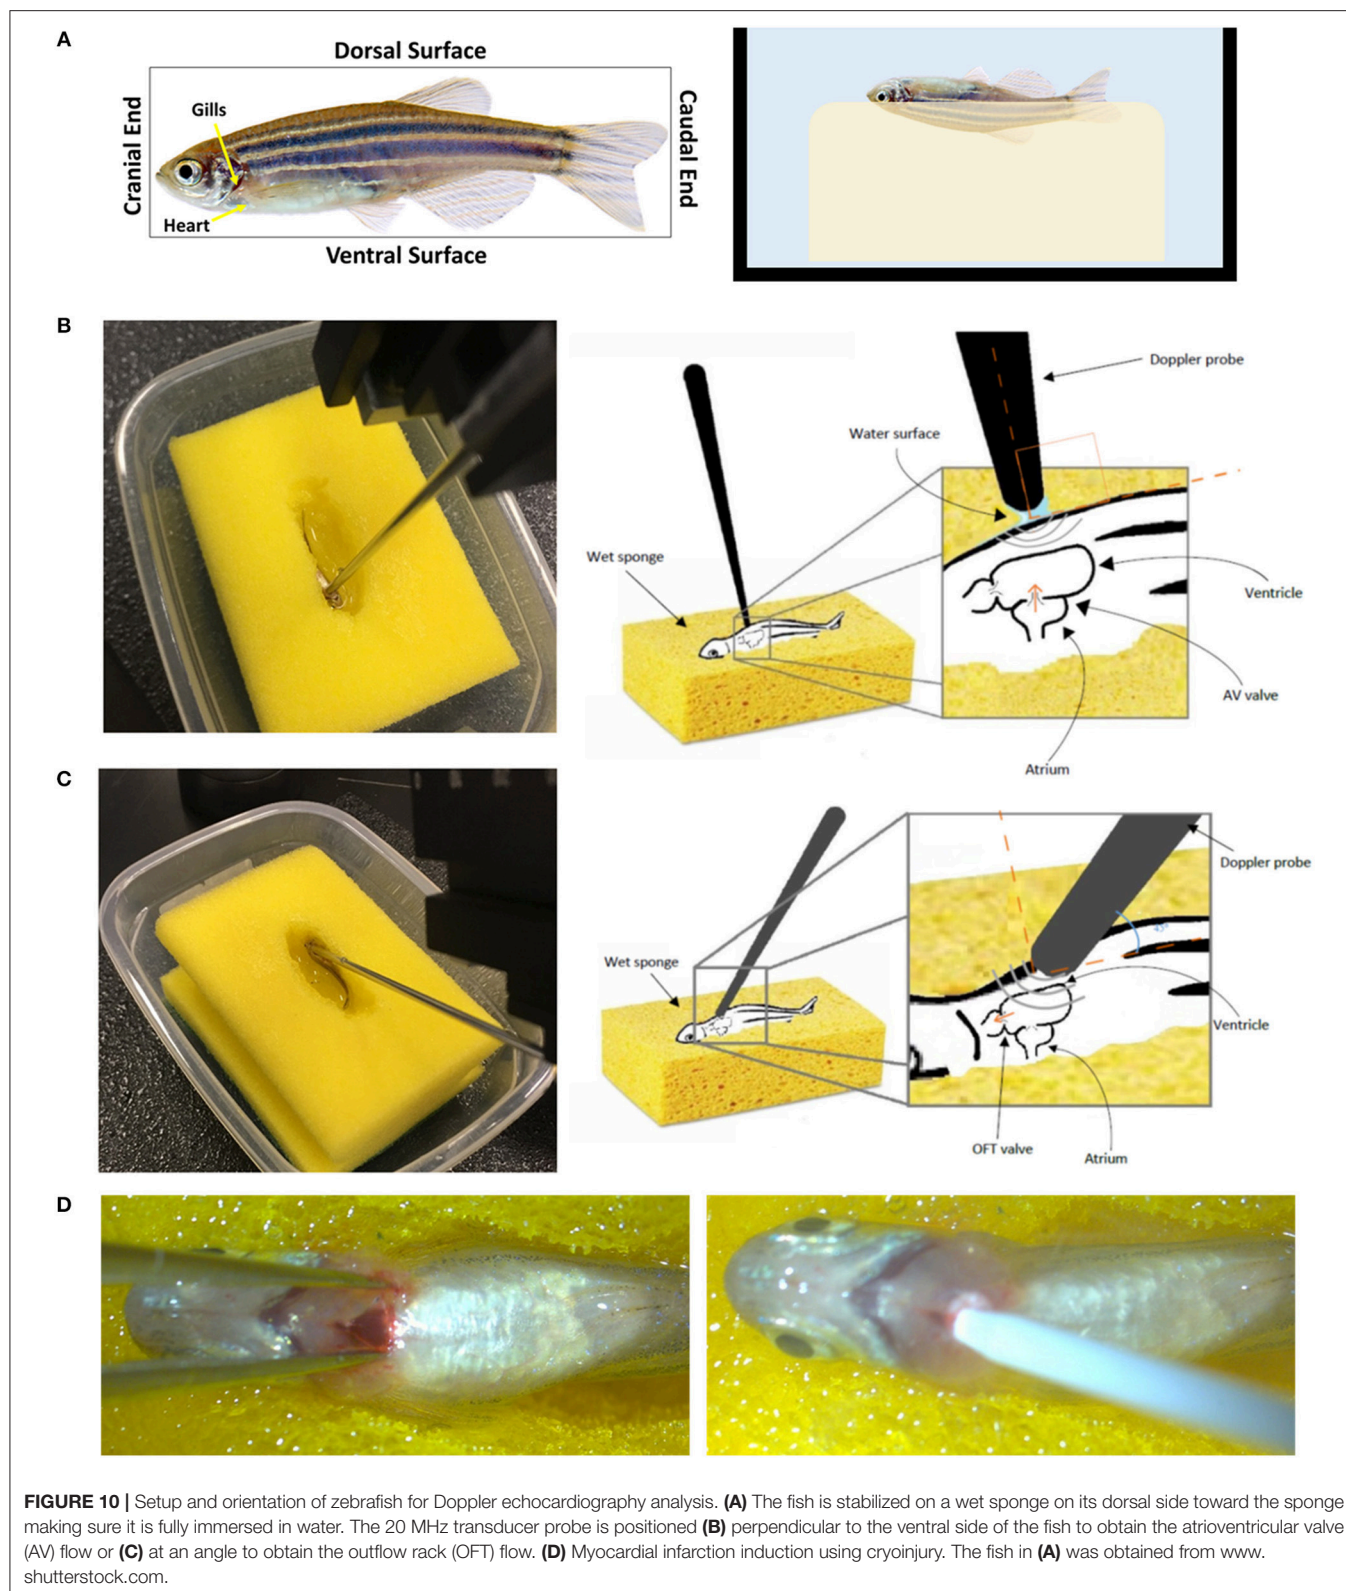 A
Dorsal Surface
Gills
Cranial End
Caudal End
Heart
Ventral Surface
B
Doppler probe
Water surface
Wet sponge
Ventricle
AV valve
Atrium
C
Doppler probe
45°
Wet sponge
Ventricle
OFT valve
Atrium
D
FIGURE 10 | Setup and orientation of zebrafish for Doppler echocardiography analysis. (A) The fish is stabilized on a wet sponge on its dorsal side toward the sponge
making sure it is fully immersed in water. The 20 MHz transducer probe is positioned (B) perpendicular to the ventral side of the fish to obtain the atrioventricular valve
(AV) flow or (C) at an angle to obtain the outflow rack (OFT) flow. (D) Myocardial infarction induction using cryoinjury. The fish in (A) was obtained from www.
shutterstock.com.